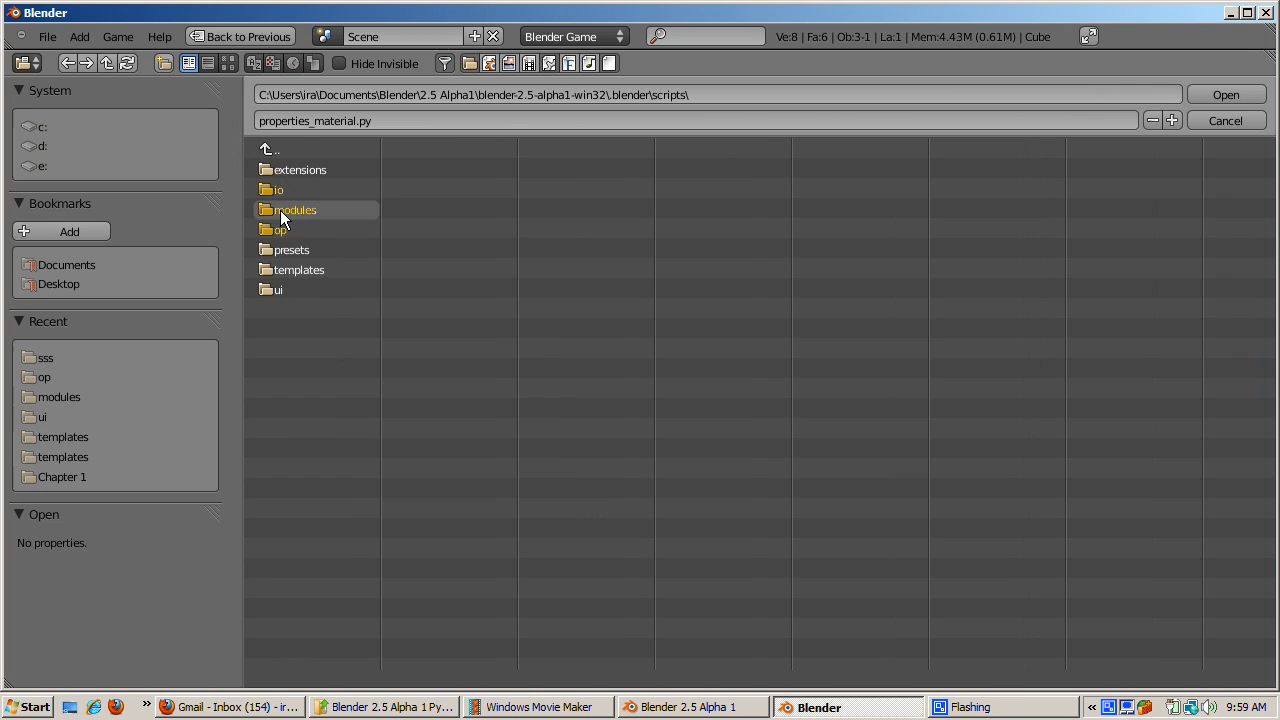 Blender
File Add Game Help Back to Previous Scene Blender Game Ve:8 | Fa:6 | Ob:3-1 | La:1 | Mem:4.43M (0.61M) | Cube
Hide Invisible
System
c:
d:
e:
Bookmarks
Add
Documents
Desktop
Recent
sss
op
modules
ui
templates
templates
Chapter 1
Open
No properties.
C:\Users\ira\Documents\Blender\2.5 Alpha1\blender-2.5-alpha1-win32\.blender\scripts\ Open
properties_material.py Cancel
..
extensions
io
modules
op
presets
templates
ui
Start » Gmail - Inbox (154) - ir... Blender 2.5 Alpha 1 Py... Windows Movie Maker Blender 2.5 Alpha 1 Blender Flashing « 9:59 AM